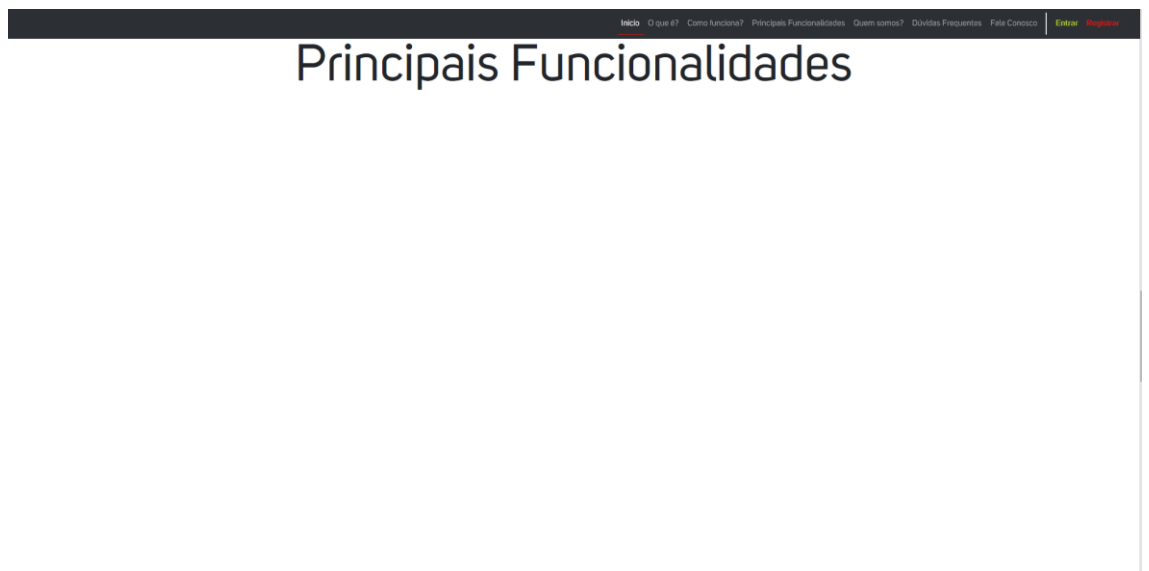 Início O que é? Como funciona? Principais Funcionalidades Quem somos? Dúvidas Frequentes Fale Conosco Entrar Registrar
Principais Funcionalidades